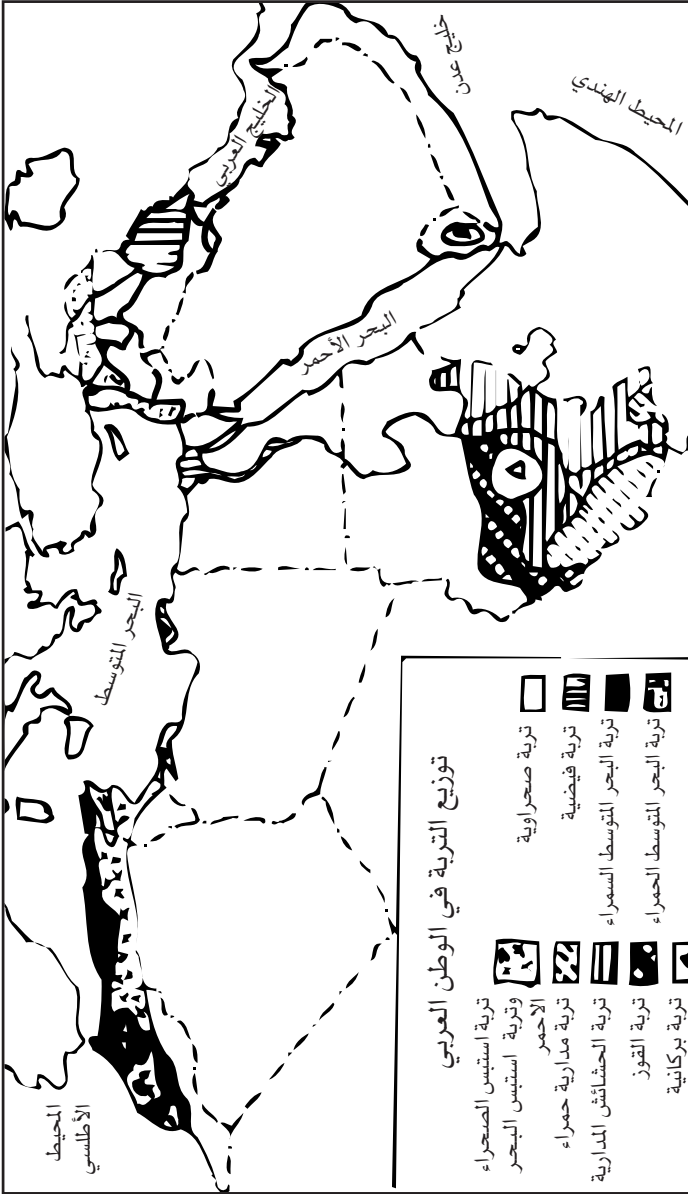 خليج عدن
المحيط الهندي
الخليج العربي
البحر الأحمر
البحر المتوسط
المحيط
الأطلسي
توزيع التربة في الوطن العربي
تربة صحراوية
تربة فيضية
تربة البحر المتوسط السمراء
تربة البحر المتوسط الحمراء
تربة استبس الصحراء
وتربة استبس البحر
الاحمر
تربة مدارية حمراء
تربة الحشائش المدارية
تربة القوز
تربة بركانية